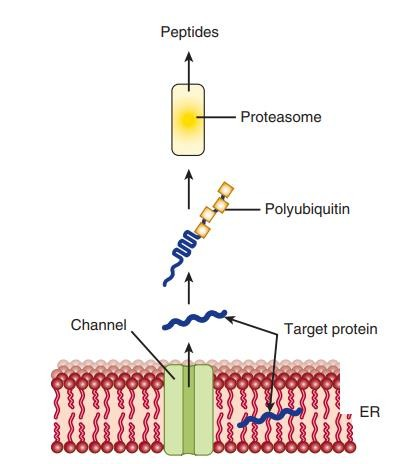 Peptides
Proteasome
Polyubiquitin
Channel
Target protein
ER